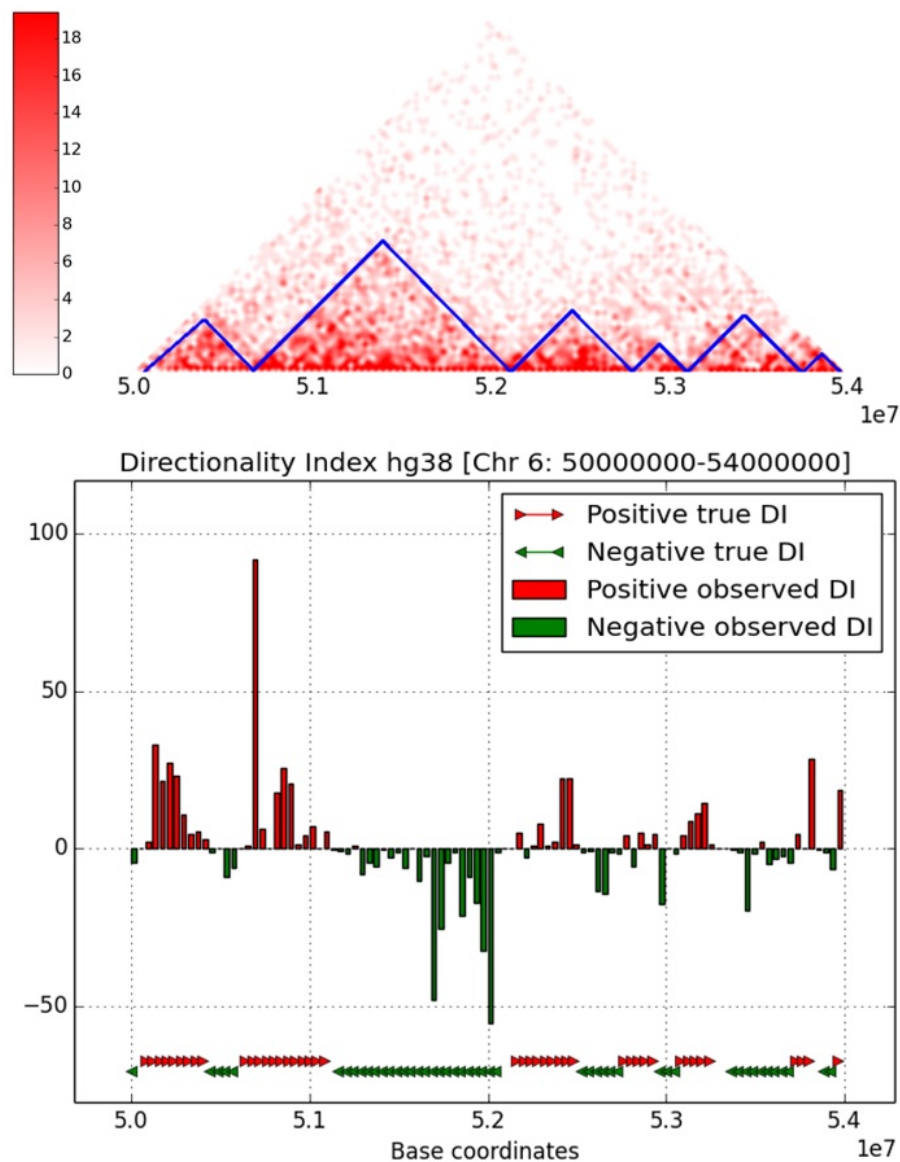 18
16
14
12
10
8
6
4
2
0
5.0 5.1 5.2 5.3 5.4
1e7
Directionality Index hg38 [Chr 6: 50000000-54000000]
Positive true DI
Negative true DI
Positive observed DI
Negative observed DI
100
50
0
−50
5.0 5.1 5.2 5.3 5.4
Base coordinates 1e7